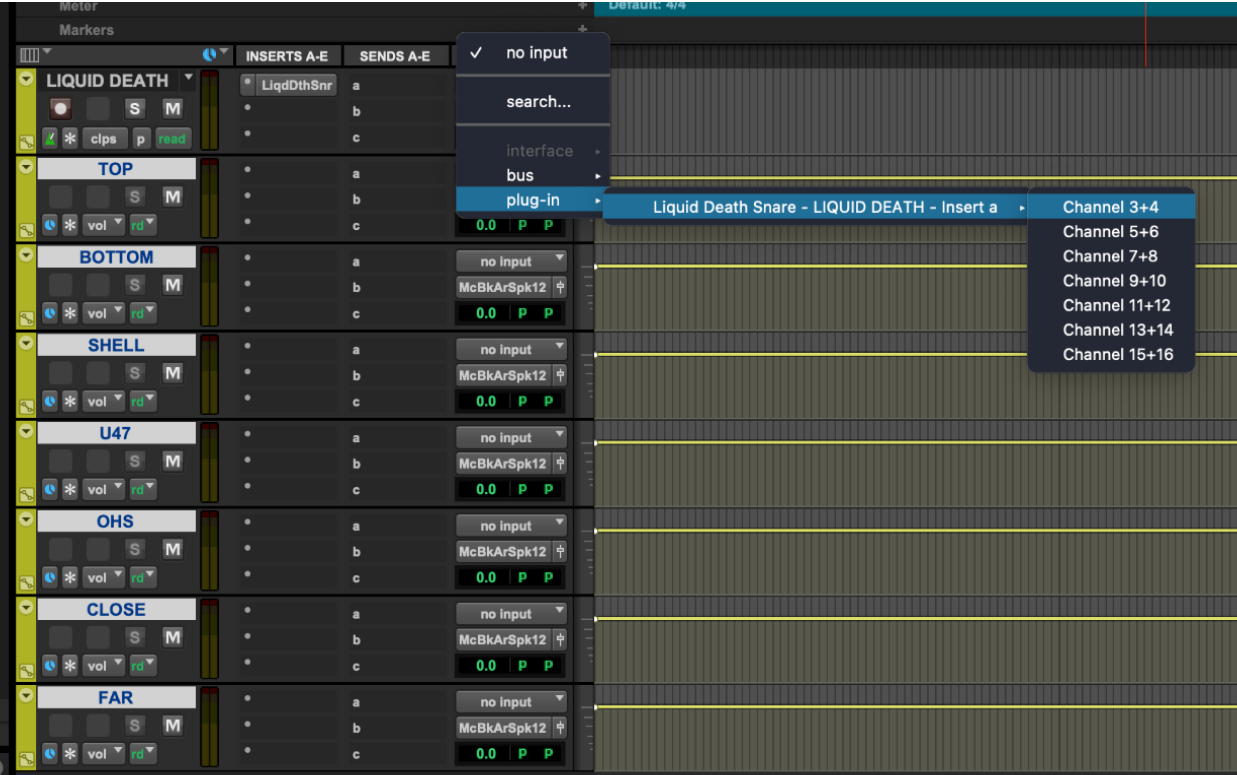 Meter + Default: 4/4
Markers +
INSERTS A-E SENDS A-E
LIQUID DEATH
LiqdDthSnr a
S M b
clps p read c
✓ no input
search...
interface
bus
plug-in
Liquid Death Snare - LIQUID DEATH - Insert a
Channel 3+4
Channel 5+6
Channel 7+8
Channel 9+10
Channel 11+12
Channel 13+14
Channel 15+16
TOP a
S M b
vol rd c 0.0 P P
BOTTOM a no input
S M b McBkArSpk12
vol rd c 0.0 P P
SHELL a no input
S M b McBkArSpk12
vol rd c 0.0 P P
U47 a no input
S M b McBkArSpk12
vol rd c 0.0 P P
OHS a no input
S M b McBkArSpk12
vol rd c 0.0 P P
CLOSE a no input
S M b McBkArSpk12
vol rd c 0.0 P P
FAR a no input
S M b McBkArSpk12
vol rd c 0.0 P P